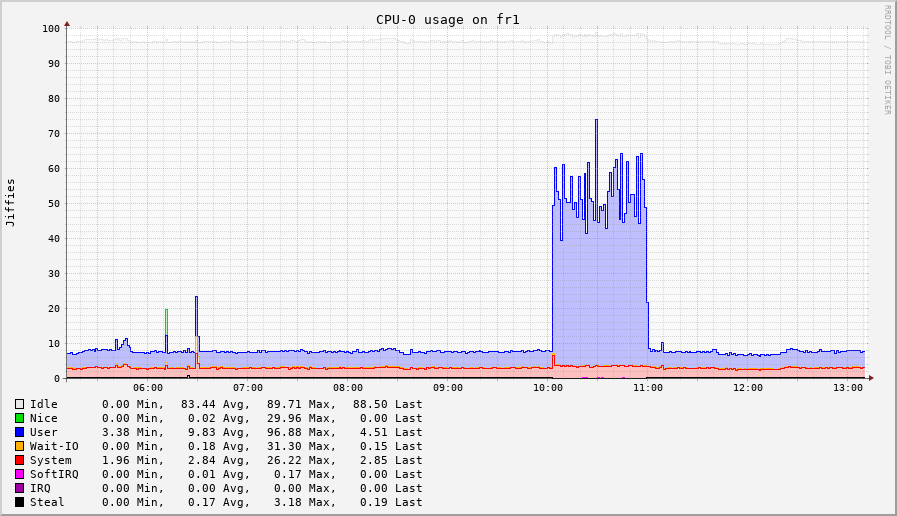 CPU-0 usage on fr1
RRDTOOL / TOBI OETIKER
Jiffies
100
90
80
70
60
50
40
30
20
10
0
06:00 07:00 08:00 09:00 10:00 11:00 12:00 13:00
Idle 0.00 Min, 83.44 Avg, 89.71 Max, 88.50 Last
Nice 0.00 Min, 0.02 Avg, 29.96 Max, 0.00 Last
User 3.38 Min, 9.83 Avg, 96.88 Max, 4.51 Last
Wait-IO 0.00 Min, 0.18 Avg, 31.30 Max, 0.15 Last
System 1.96 Min, 2.84 Avg, 26.22 Max, 2.85 Last
SoftIRQ 0.00 Min, 0.01 Avg, 0.17 Max, 0.00 Last
IRQ 0.00 Min, 0.00 Avg, 0.00 Max, 0.00 Last
Steal 0.00 Min, 0.17 Avg, 3.18 Max, 0.19 Last